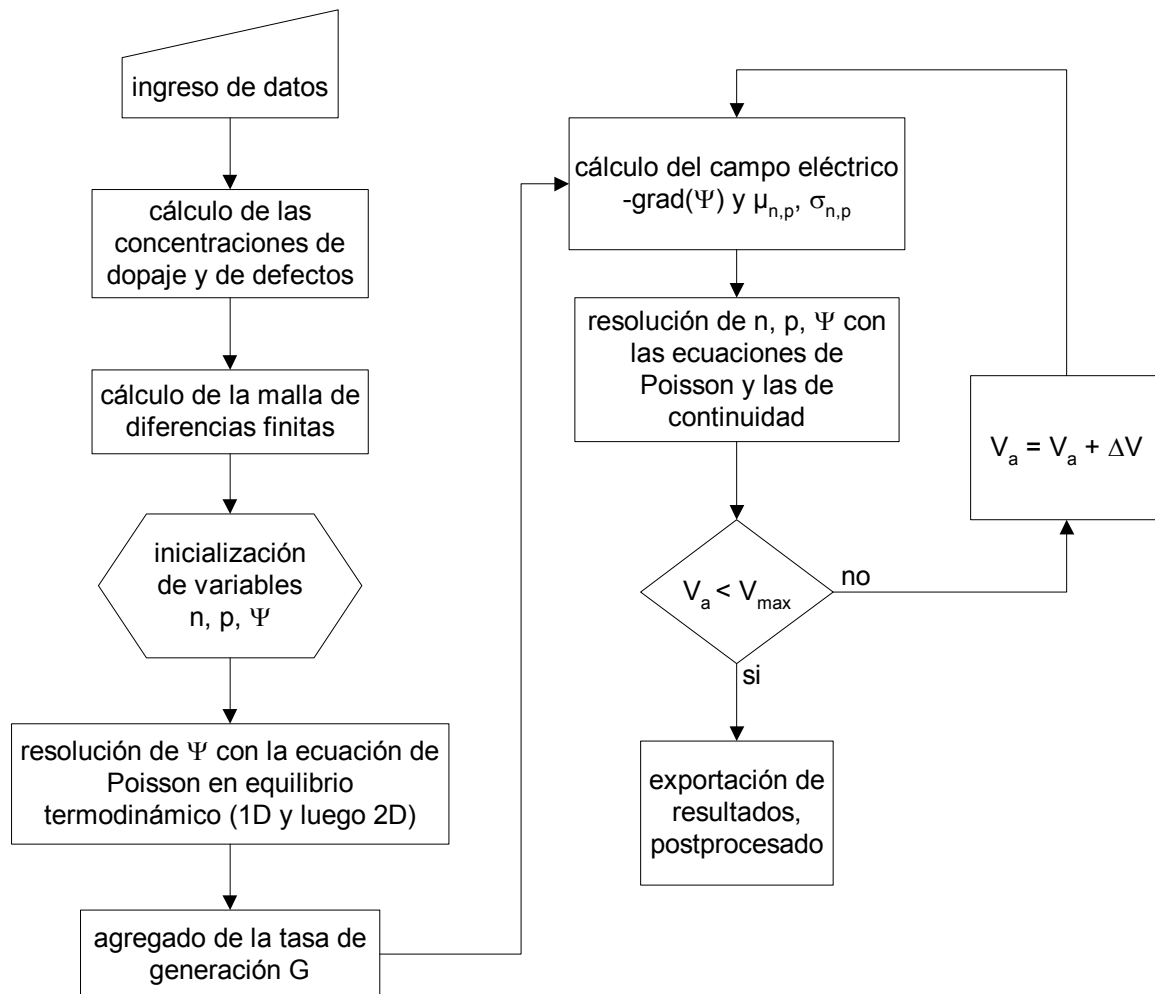 ingreso de datos
cálculo de las
concentraciones de
dopaje y de defectos
cálculo de la malla de
diferencias finitas
inicialización
de variables
n, p, Ψ
resolución de Ψ con la ecuación de
Poisson en equilibrio
termodinámico (1D y luego 2D)
agregado de la tasa de
generación G
cálculo del campo eléctrico
-grad(Ψ) y μn,p, σn,p
resolución de n, p, Ψ con
las ecuaciones de
Poisson y las de
continuidad
Va < Vmax
no
si
Va = Va + ΔV
exportación de
resultados,
postprocesado